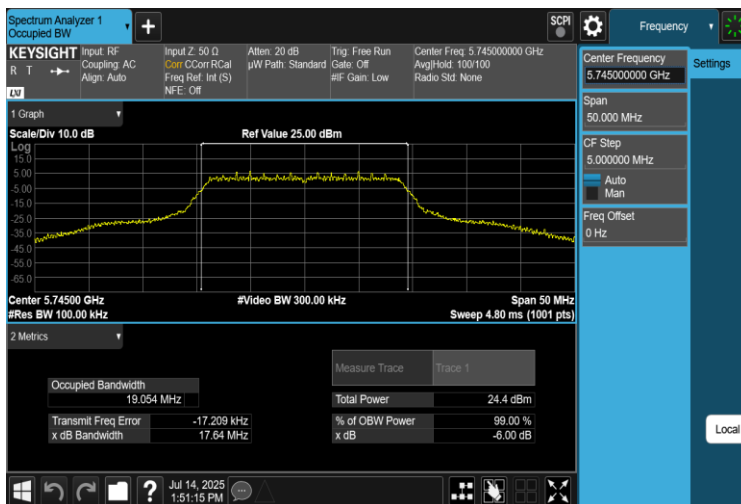 Spectrum Analyzer 1
Occupied BW
+
SCPI
Frequency
KEYSIGHT
R T
LXI
Input: RF
Coupling: AC
Align: Auto
Input Z: 50 Ω
Corr CCorr RCal
Freq Ref: Int (S)
NFE: Off
Atten: 20 dB
µW Path: Standard
Trig: Free Run
Gate: Off
#IF Gain: Low
Center Freq: 5.745000000 GHz
Avg|Hold: 100/100
Radio Std: None
Center Frequency
5.745000000 GHz
Settings
Span
50.000 MHz
CF Step
5.000000 MHz
Auto
Man
Freq Offset
0 Hz
Local
1 Graph
Scale/Div 10.0 dB
Ref Value 25.00 dBm
Log
15.0
5.00
-5.00
-15.0
-25.0
-35.0
-45.0
-55.0
-65.0
Center 5.74500 GHz
#Video BW 300.00 kHz
Span 50 MHz
#Res BW 100.00 kHz
Sweep 4.80 ms (1001 pts)
2 Metrics
Measure Trace
Trace 1
Occupied Bandwidth
19.054 MHz
Total Power
24.4 dBm
Transmit Freq Error
-17.209 kHz
% of OBW Power
99.00 %
x dB Bandwidth
17.64 MHz
x dB
-6.00 dB
?
Jul 14, 2025
1:51:15 PM